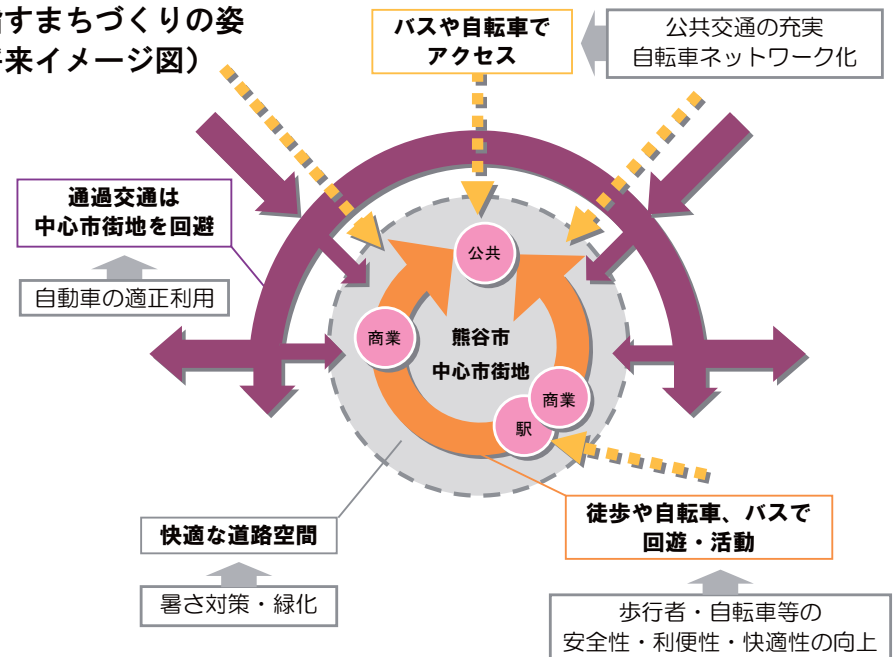 指すまちづくりの姿
将来イメージ図）
バスや自転車で
アクセス
公共交通の充実
自転車ネットワーク化
通過交通は
中心市街地を回避
自動車の適正利用
公共
商業
熊谷市
中心市街地
商業
駅
快適な道路空間
暑さ対策・緑化
徒歩や自転車、バスで
回遊・活動
歩行者・自転車等の
安全性・利便性・快適性の向上